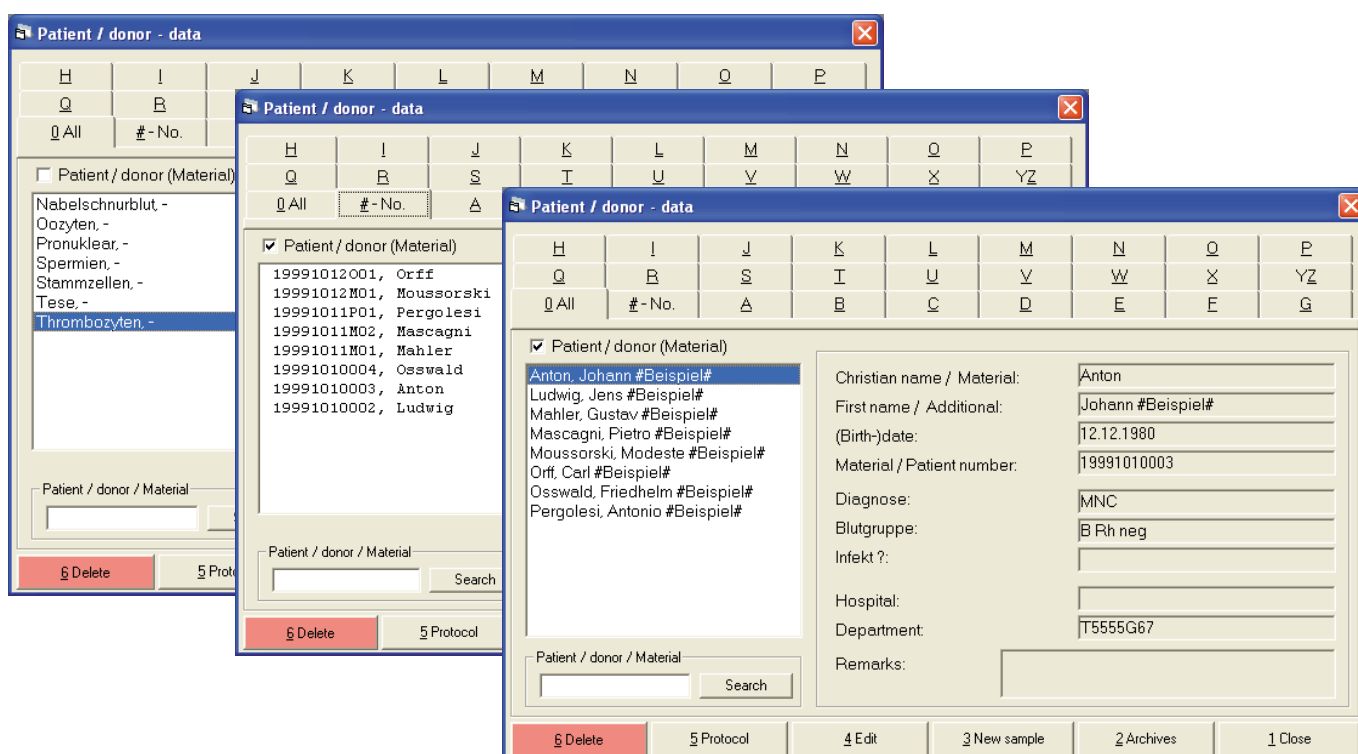 Patient / donor - data
H I J K L M N O P
Q R
0 All #-No.
Patient / donor (Material)
Nabelschnurblut, -
Oozyten, -
Pronuklear, -
Spermien, -
Stammzellen, -
Tese, -
Thrombozyten, -
Patient / donor / Material
6 Delete
Patient / donor - data
H I J K L M N O P
Q R S T U V W X YZ
0 All #-No. A
Patient / donor (Material)
19991012O01, Orff
19991012M01, Moussorski
19991011P01, Pergolesi
19991011M02, Mascagni
19991011M01, Mahler
19991010004, Osswald
19991010003, Anton
19991010002, Ludwig
Patient / donor / Material
Search
6 Delete 5 Protocol
Patient / donor - data
H I J K L M N O P
Q R S T U V W X YZ
0 All #-No. A B C D E F G
Patient / donor (Material)
Anton, Johann #Beispiel#
Ludwig, Jens #Beispiel#
Mahler, Gustav #Beispiel#
Mascagni, Pietro #Beispiel#
Moussorski, Modeste #Beispiel#
Orff, Carl #Beispiel#
Osswald, Friedhelm #Beispiel#
Pergolesi, Antonio #Beispiel#
Patient / donor / Material
Search
Christian name / Material: Anton
First name / Additional: Johann #Beispiel#
(Birth-)date: 12.12.1980
Material / Patient number: 19991010003
Diagnose: MNC
Blutgruppe: B Rh neg
Infekt ?:
Hospital:
Department: T5555G67
Remarks:
6 Delete 5 Protocol 4 Edit 3 New sample 2 Archives 1 Close